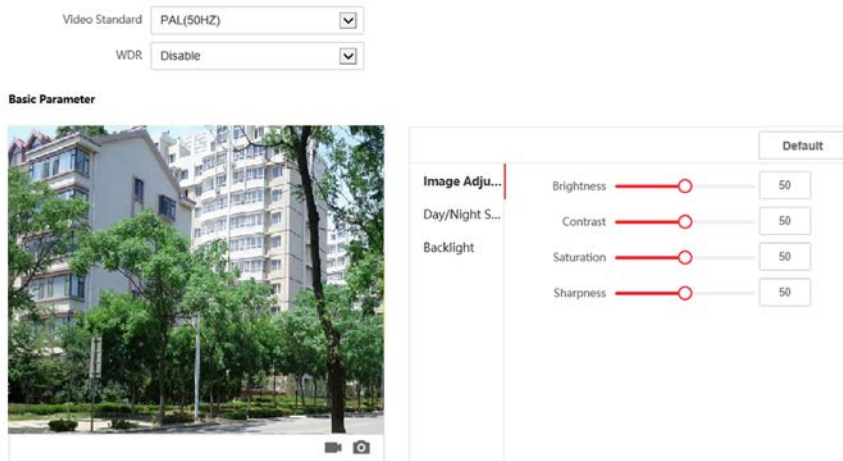 Video Standard PAL(50HZ)
WDR Disable
Basic Parameter
Default
Image Adju...
Day/Night S...
Backlight
Brightness 50
Contrast 50
Saturation 50
Sharpness 50